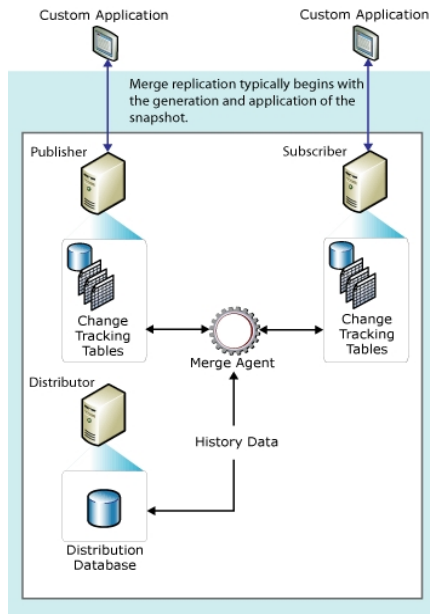 Custom Application
Custom Application
Merge replication typically begins with
the generation and application of the
snapshot.
Publisher
Subscriber
Change
Tracking
Tables
Change
Tracking
Tables
Merge Agent
Distributor
History Data
Distribution
Database